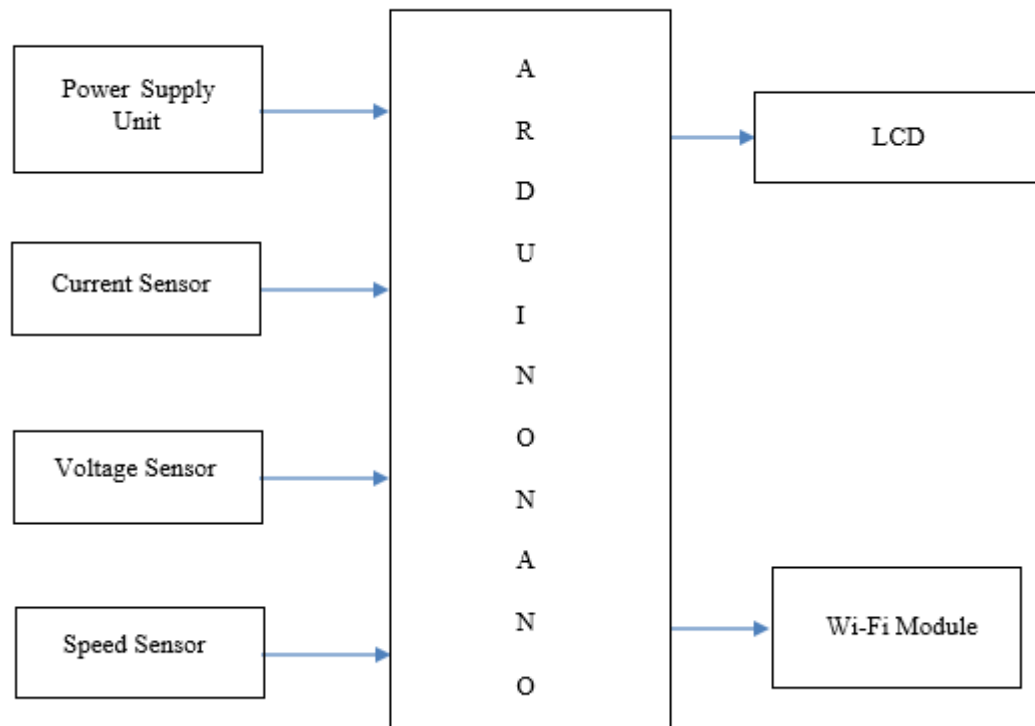 Power Supply
Unit
Current Sensor
Voltage Sensor
Speed Sensor
A
R
D
U
I
N
O
N
A
N
O
LCD
Wi-Fi Module